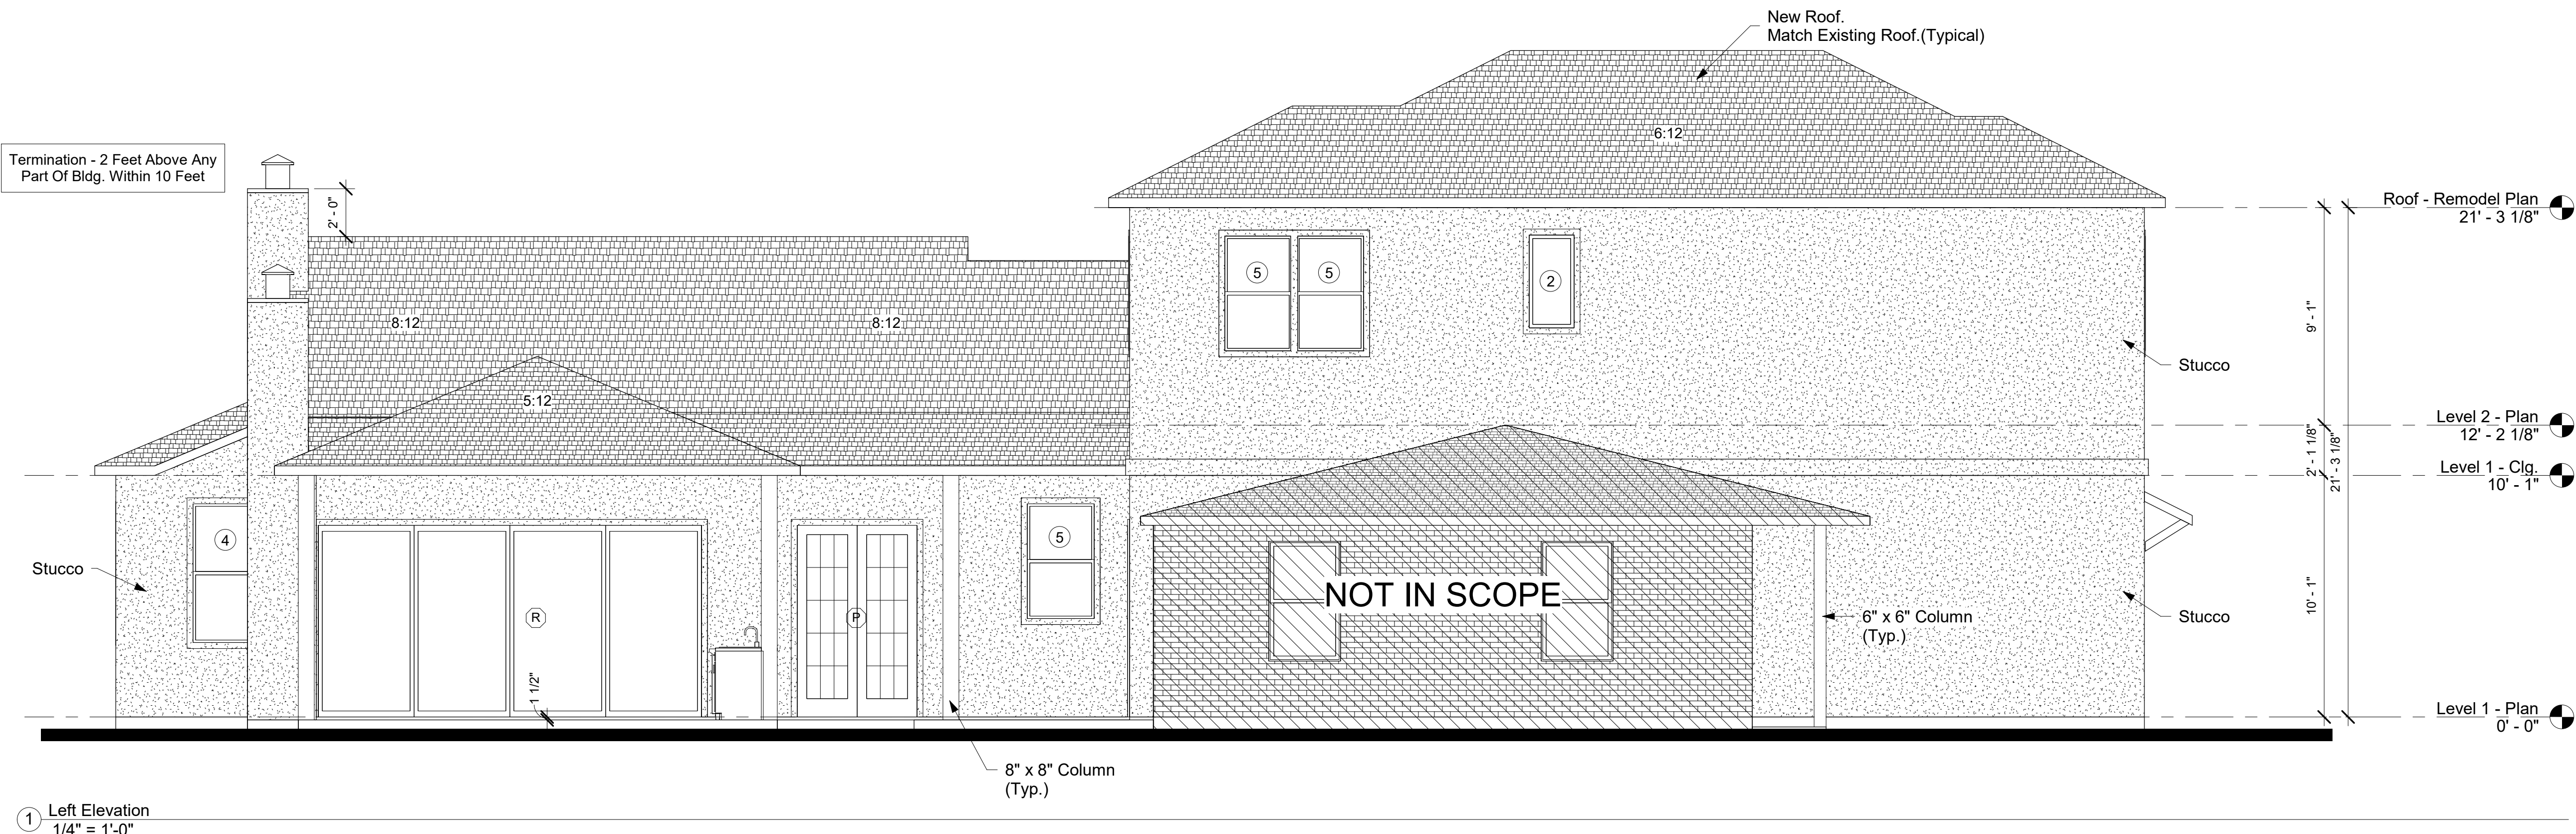 New Roof.
Match Existing Roof.(Typical)
6:12
Termination - 2 Feet Above Any
Part Of Bldg. Within 10 Feet
2' - 0"
Roof - Remodel Plan
21' - 3 1/8"
5
5
2
9' - 1"
8:12
8:12
5:12
Stucco
Level 2 - Plan
12' - 2 1/8"
2' - 1 1/8"
21' - 3 1/8"
Level 1 - Clg.
10' - 1"
4
5
Stucco
R
P
NOT IN SCOPE
6" x 6" Column
(Typ.)
10' - 1"
Stucco
1 1/2"
Level 1 - Plan
0' - 0"
8" x 8" Column
(Typ.)
1
Left Elevation
1/4" = 1'-0"